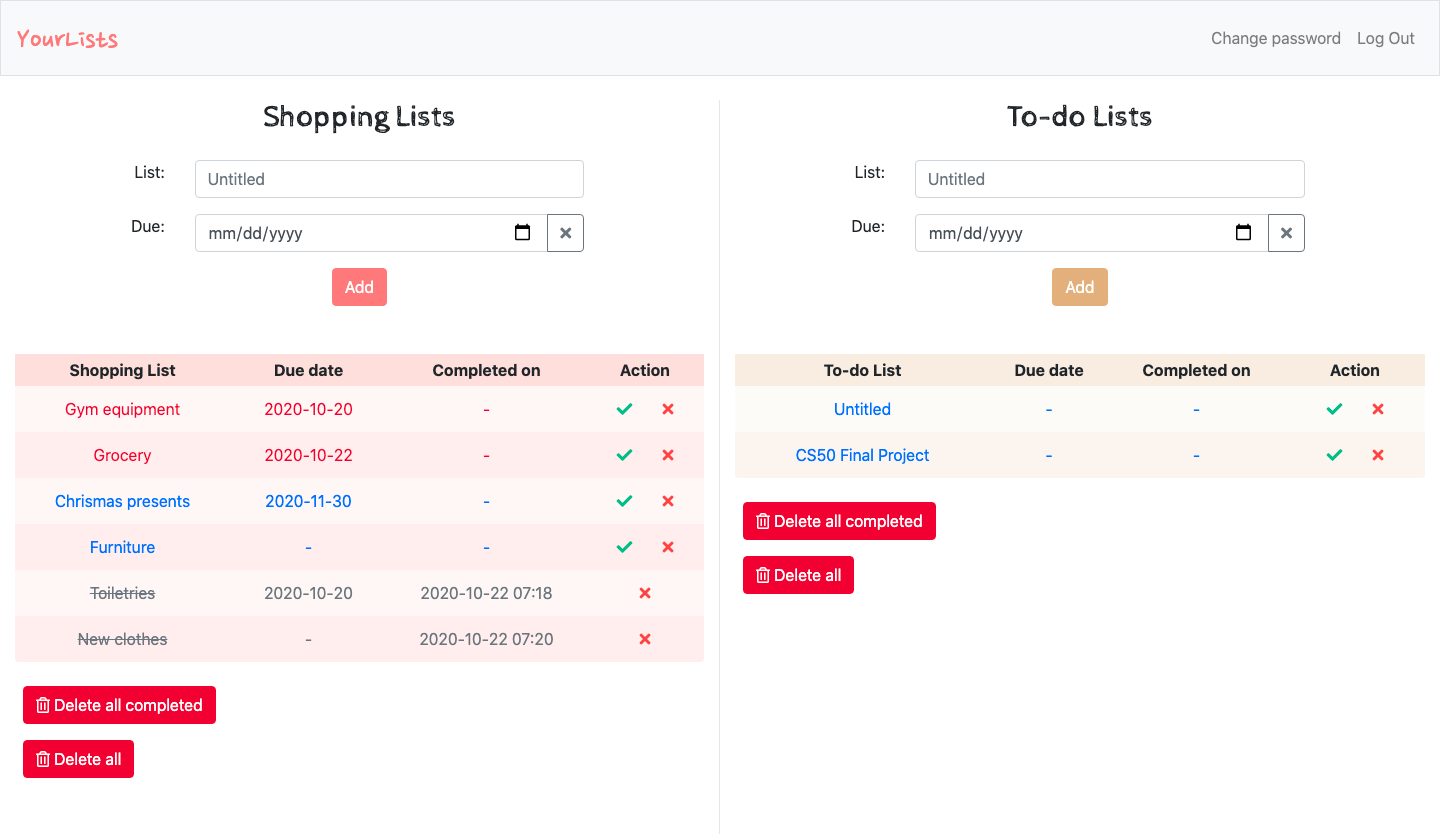 YourLists
Change password Log Out
Shopping Lists
List: Untitled
Due: mm/dd/yyyy
Add
Shopping List Due date Completed on Action
Gym equipment 2020-10-20 -
Grocery 2020-10-22 -
Chrismas presents 2020-11-30 -
Furniture - -
Toiletries 2020-10-20 2020-10-22 07:18
New clothes - 2020-10-22 07:20
Delete all completed
Delete all
To-do Lists
List: Untitled
Due: mm/dd/yyyy
Add
To-do List Due date Completed on Action
Untitled - -
CS50 Final Project - -
Delete all completed
Delete all